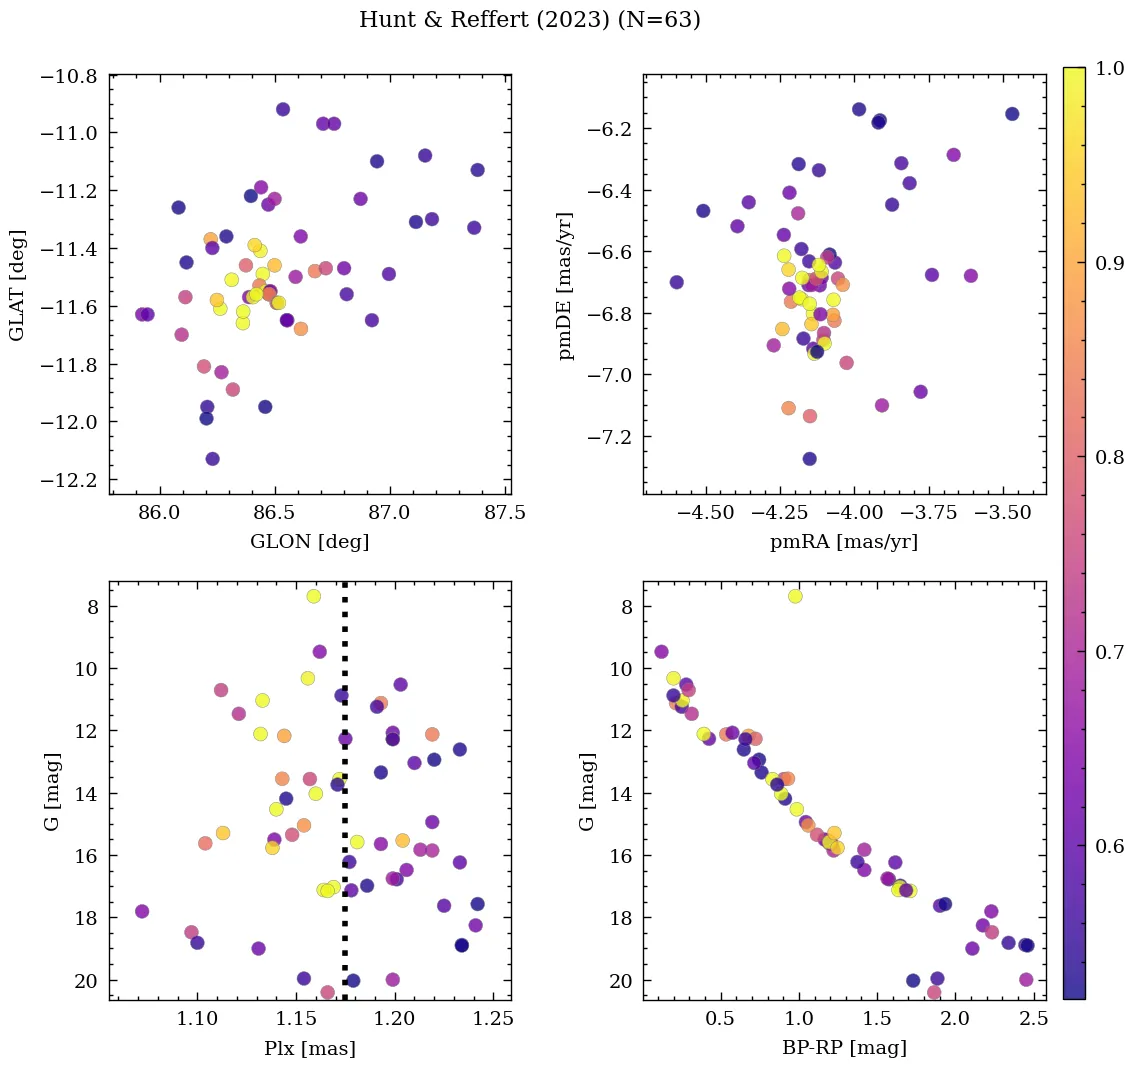 Hunt & Reffert (2023) (N=63)
−10.8
−11.0
−11.2
−11.4
−11.6
−11.8
−12.0
−12.2
GLAT [deg]
86.0 86.5 87.0 87.5
GLON [deg]
−6.2
−6.4
−6.6
−6.8
−7.0
−7.2
pmDE [mas/yr]
−4.50 −4.25 −4.00 −3.75 −3.50
pmRA [mas/yr]
8
10
12
14
16
18
20
G [mag]
1.10 1.15 1.20 1.25
Plx [mas]
8
10
12
14
16
18
20
G [mag]
0.5 1.0 1.5 2.0 2.5
BP-RP [mag]
1.0
0.9
0.8
0.7
0.6